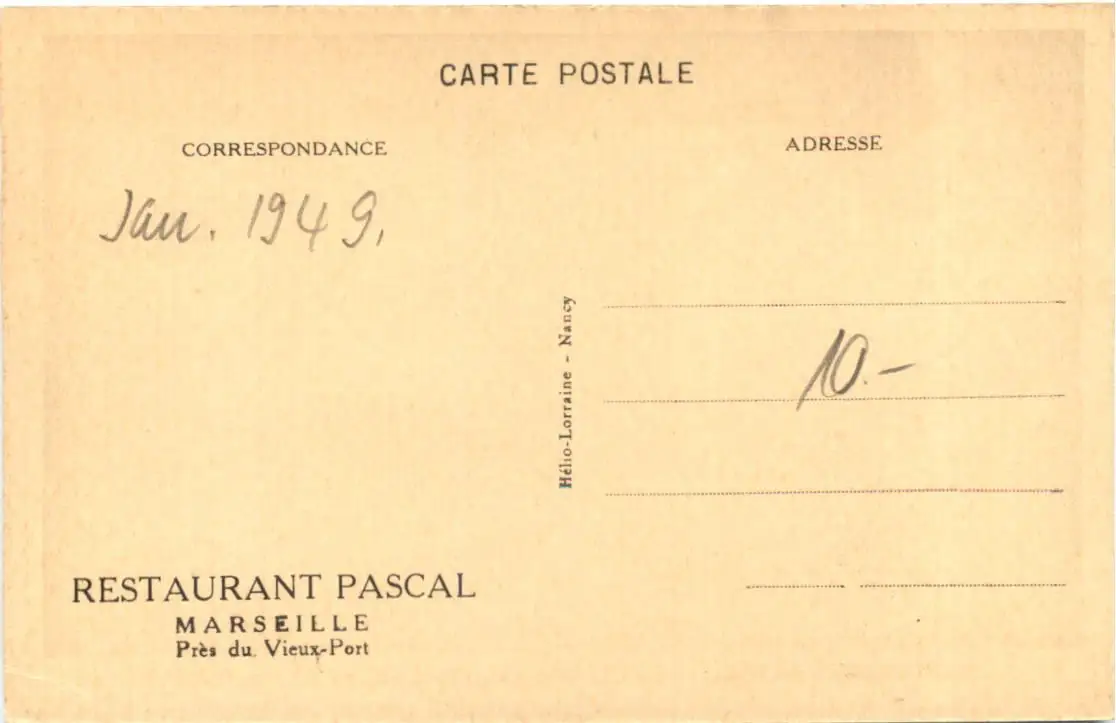 CARTE POSTALE
CORRESPONDANCE
ADRESSE
Jan. 1949.
Hélio-Lorraine - Nancy
10.-
RESTAURANT PASCAL
MARSEILLE
Près du Vieux-Port